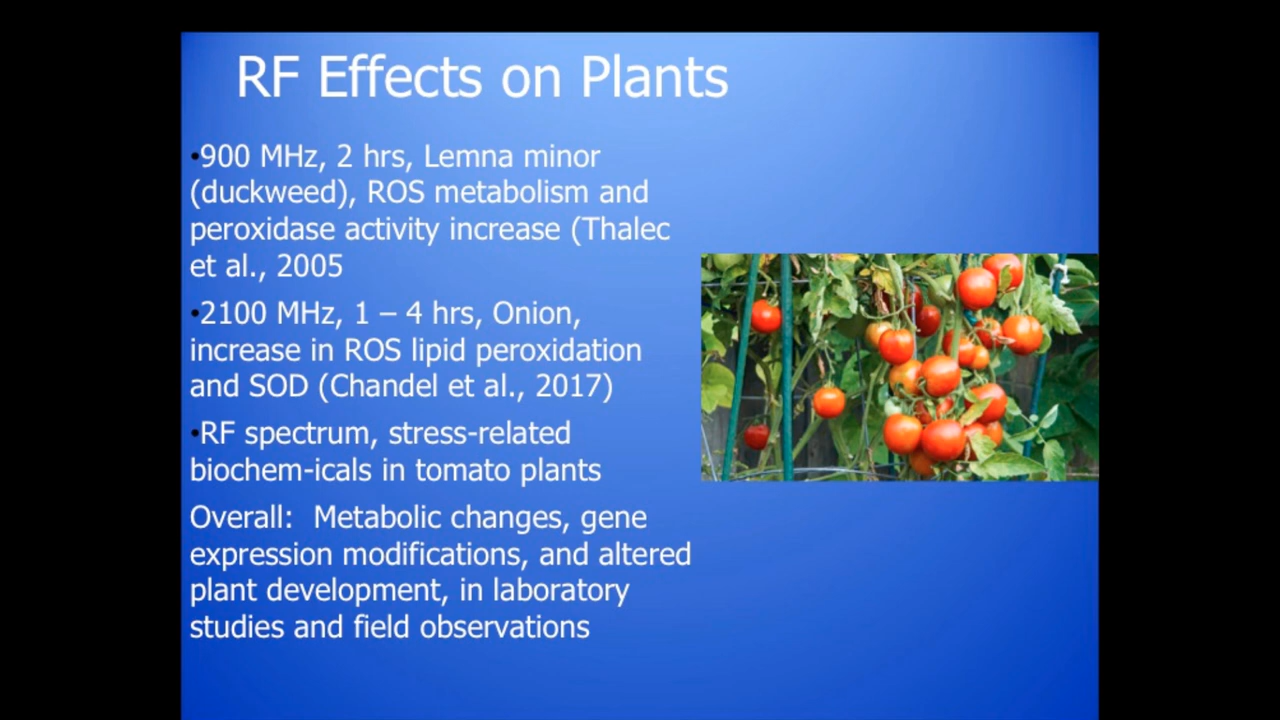 RF Effects on Plants
•900 MHz, 2 hrs, Lemna minor
(duckweed), ROS metabolism and
peroxidase activity increase (Thalec
et al., 2005
•2100 MHz, 1 – 4 hrs, Onion,
increase in ROS lipid peroxidation
and SOD (Chandel et al., 2017)
•RF spectrum, stress-related
biochem-icals in tomato plants
Overall:  Metabolic changes, gene
expression modifications, and altered
plant development, in laboratory
studies and field observations